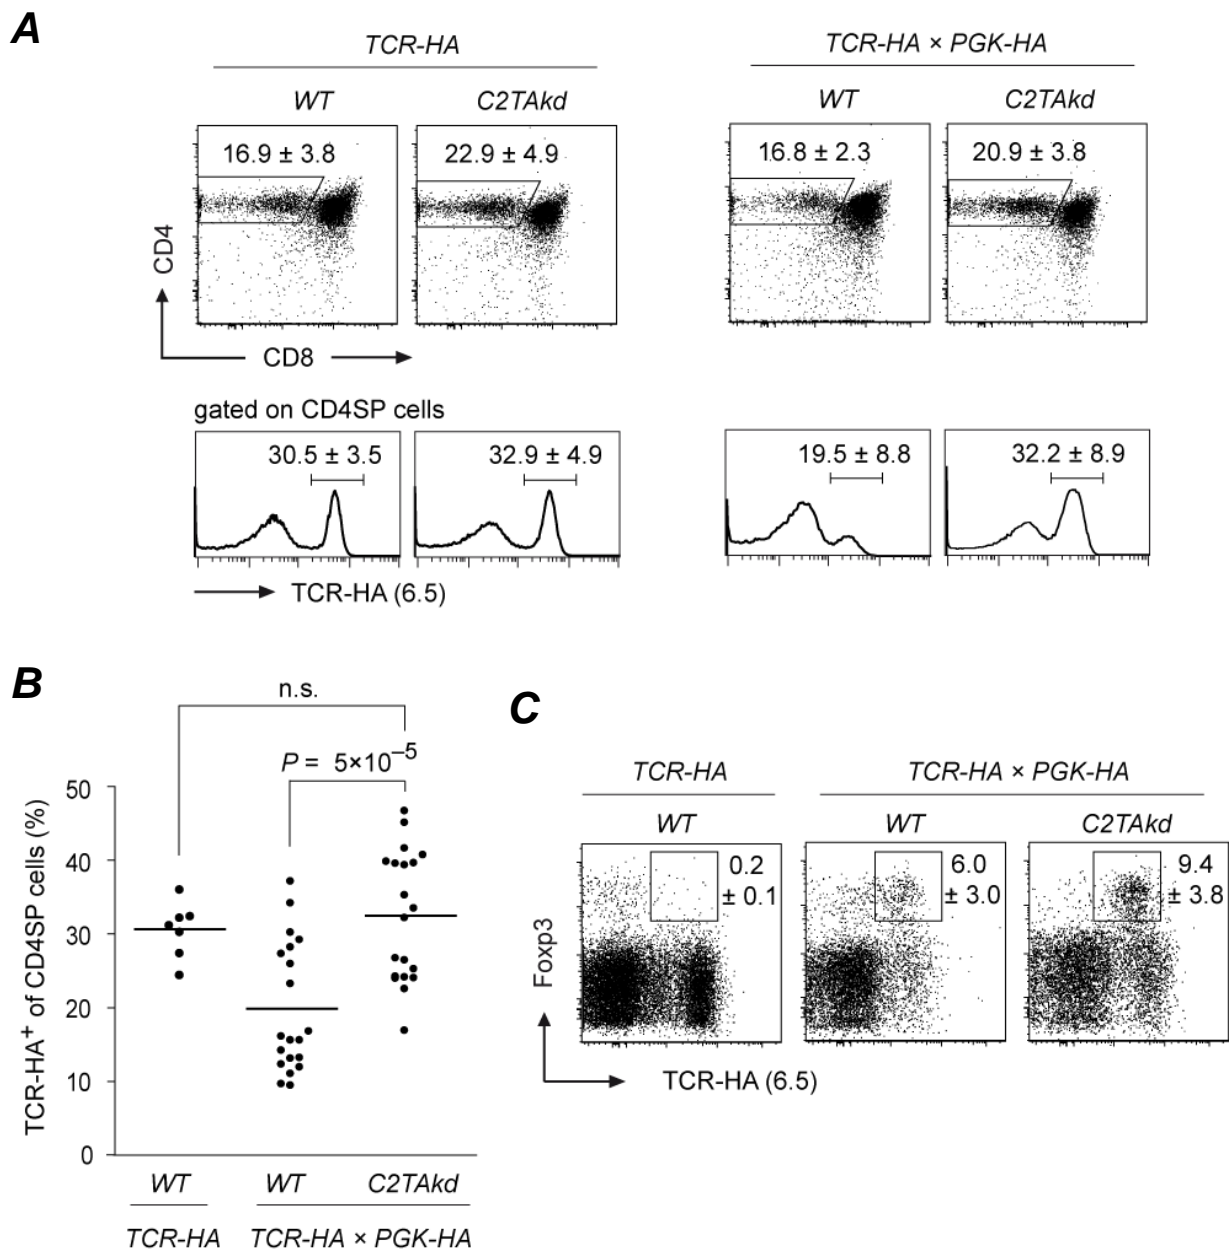 A
TCR-HA
TCR-HA × PGK-HA
WT
C2TAkd
WT
C2TAkd
16.9 ± 3.8
22.9 ± 4.9
16.8 ± 2.3
20.9 ± 3.8
CD4
CD8
gated on CD4SP cells
30.5 ± 3.5
32.9 ± 4.9
19.5 ± 8.8
32.2 ± 8.9
TCR-HA (6.5)
B
n.s.
P = 5×10⁻⁵
TCR-HA⁺ of CD4SP cells (%)
50
40
30
20
10
0
WT
WT
C2TAkd
TCR-HA
TCR-HA × PGK-HA
C
TCR-HA
TCR-HA × PGK-HA
WT
WT
C2TAkd
0.2
± 0.1
6.0
± 3.0
9.4
± 3.8
Foxp3
TCR-HA (6.5)